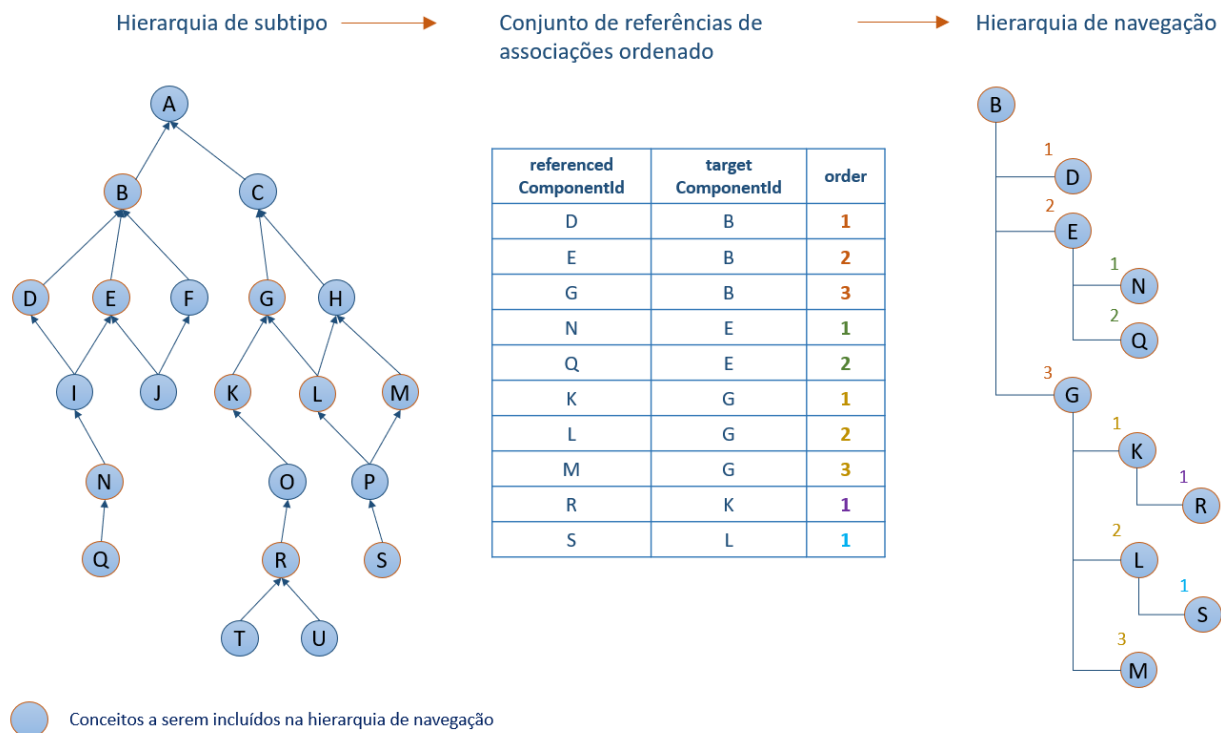 Hierarquia de subtipo
Conjunto de referências de
associações ordenado
Hierarquia de navegação
A
B
C
D
E
F
G
H
I
J
K
L
M
N
O
P
Q
R
S
T
U
referenced
ComponentId
target
ComponentId
order
D B 1
E B 2
G B 3
N E 1
Q E 2
K G 1
L G 2
M G 3
R K 1
S L 1
B
1
D
2
E
1
N
2
Q
3
G
1
K
1
R
2
L
1
S
3
M
Conceitos a serem incluídos na hierarquia de navegação